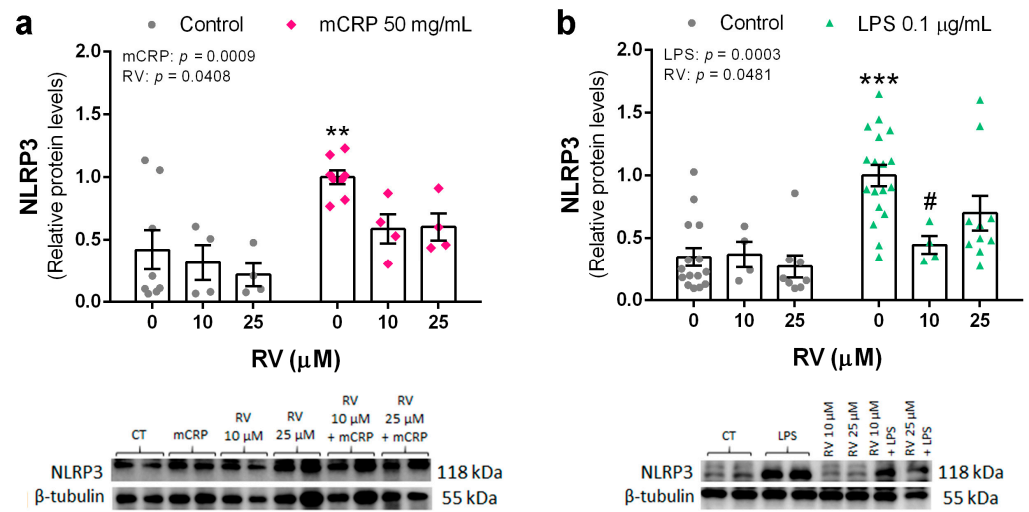 a
Control
mCRP 50 mg/mL
mCRP: p = 0.0009
RV: p = 0.0408
NLRP3
(Relative protein levels)
2.0
1.5
1.0
0.5
0.0
**
0 10 25 0 10 25
RV (μM)
CT
mCRP
RV
10 μM
RV
25 μM
RV
10 μM
+ mCRP
RV
25 μM
+ mCRP
NLRP3
118 kDa
β-tubulin
55 kDa
b
Control
LPS 0.1 μg/mL
LPS: p = 0.0003
RV: p = 0.0481
NLRP3
(Relative protein levels)
2.0
1.5
1.0
0.5
0.0
***
#
0 10 25 0 10 25
RV (μM)
CT
LPS
RV 10 μM
RV 25 μM
RV 10 μM
+ LPS
RV 25 μM
+ LPS
NLRP3
118 kDa
β-tubulin
55 kDa